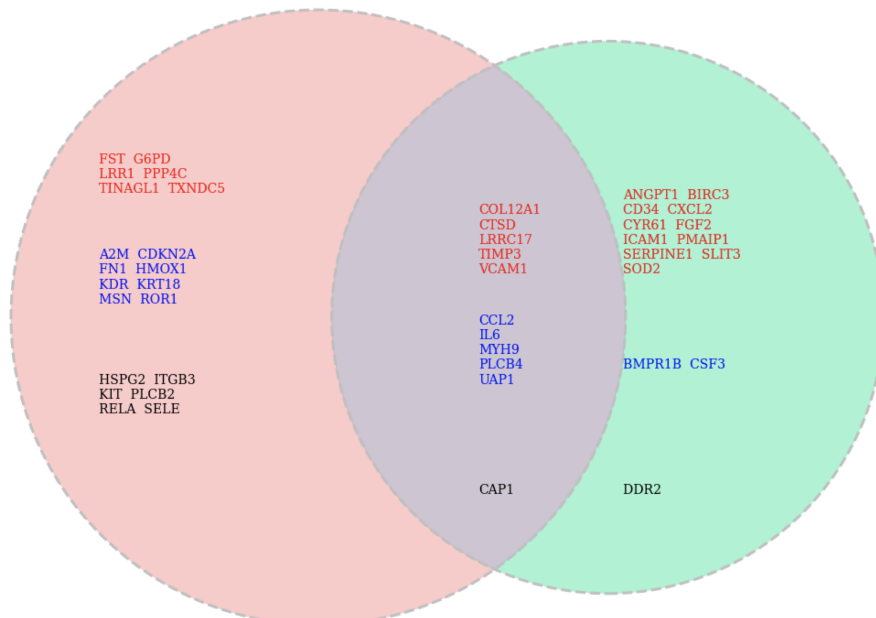 FST G6PD
LRR1 PPP4C
TINAGL1 TXNDC5
A2M CDKN2A
FN1 HMOX1
KDR KRT18
MSN ROR1
HSPG2 ITGB3
KIT PLCB2
RELA SELE
COL12A1
CTSD
LRRC17
TIMP3
VCAM1
CCL2
IL6
MYH9
PLCB4
UAP1
CAP1
ANGPT1 BIRC3
CD34 CXCL2
CYR61 FGF2
ICAM1 PMAIP1
SERPINE1 SLIT3
SOD2
BMPR1B CSF3
DDR2